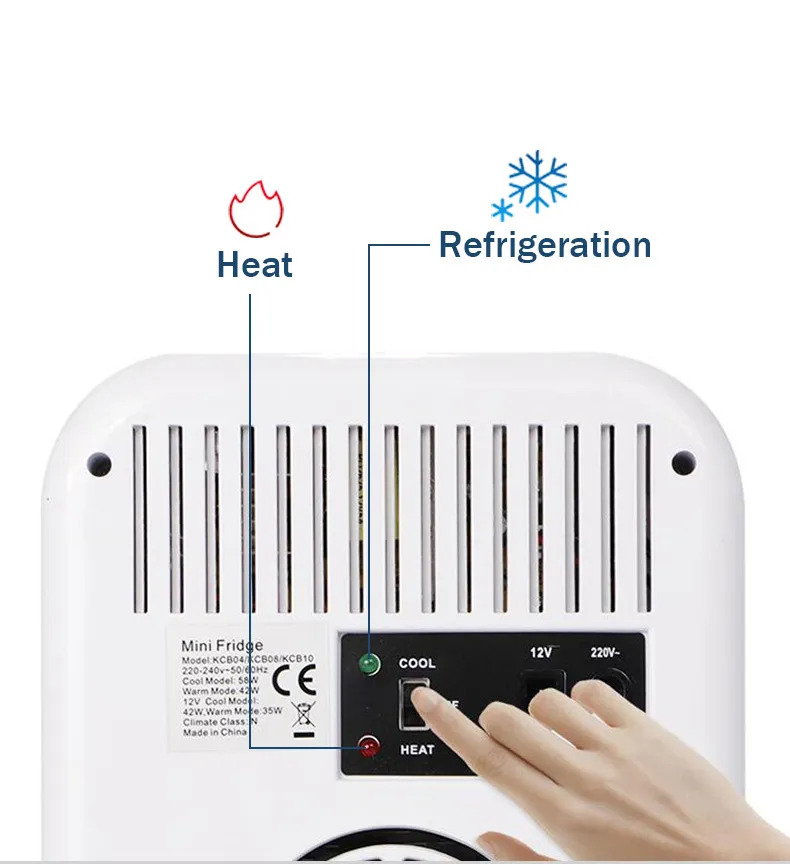 Refrigeration
Heat
Mini Fridge
Model:KCB04/KCB08/KCB10
220-240v~50/60Hz
Cool Model: 58W
Warm Mode: 42W
12V Cool Model:
42W,Warm Mode:35W
Climate Class: N
Made in China
CE
COOL
HEAT
12V
220V~